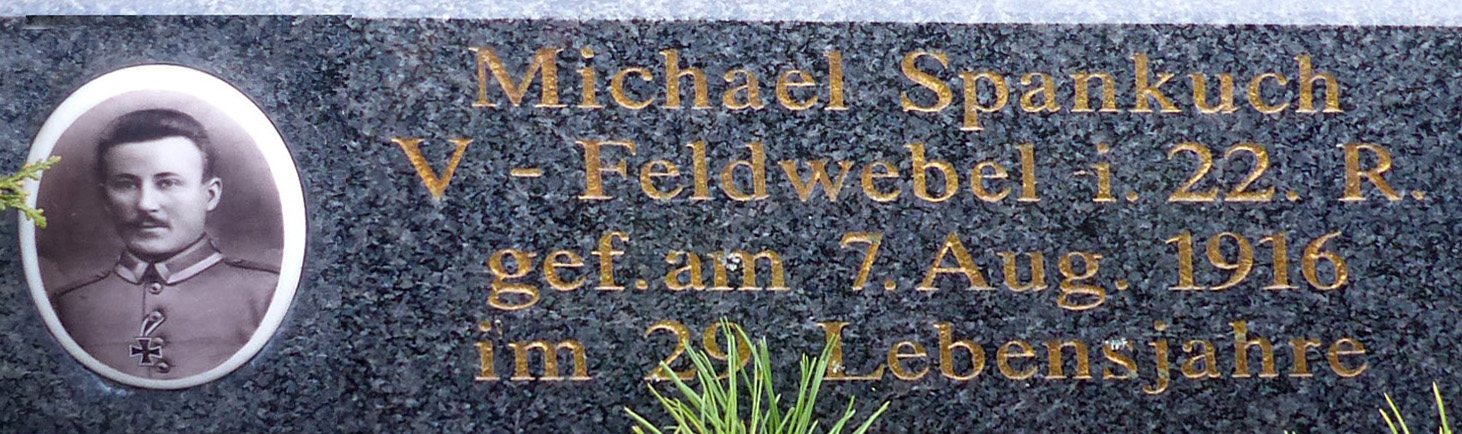 Michael Spankuch
V - Feldwebel i. 22. R.
gef. am 7. Aug. 1916
im 29 Lebensjahre